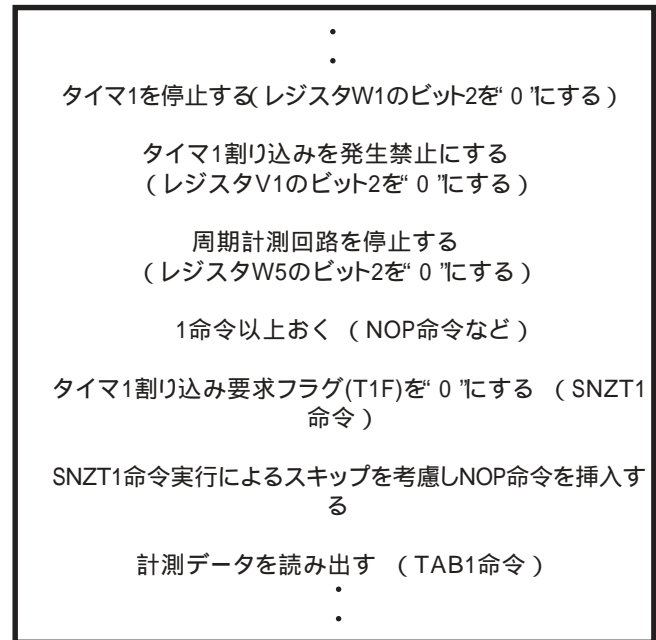 ・
・
タイマ1を停止する(レジスタW1のビット2を“0”にする)
タイマ1割り込みを発生禁止にする
(レジスタV1のビット2を“0”にする)
周期計測回路を停止する
(レジスタW5のビット2を“0”にする)
1命令以上おく (NOP命令など)
タイマ1割り込み要求フラグ(T1F)を“0”にする (SNZT1
命令)
SNZT1命令実行によるスキップを考慮しNOP命令を挿入す
る
計測データを読み出す (TAB1命令)
・
・